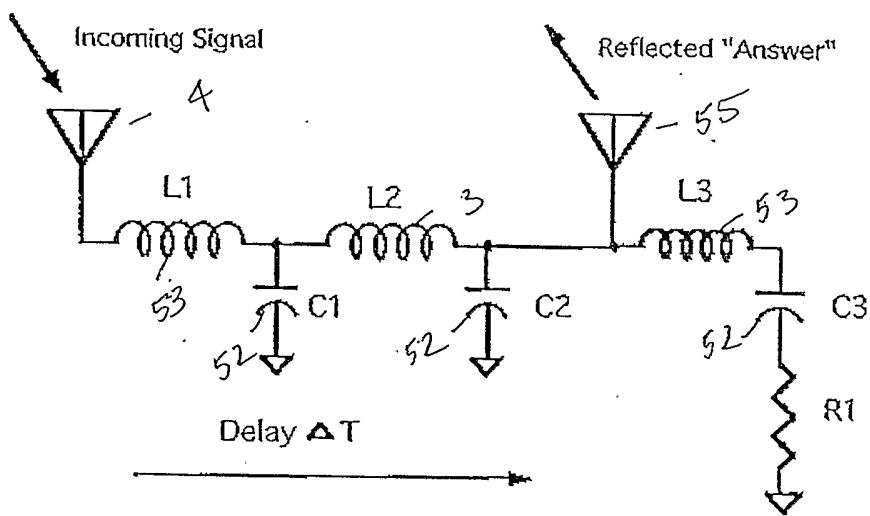 Incoming Signal
Reflected "Answer"
4
55
L1
L2
3
L3
53
53
C1
C2
C3
52
52
52
R1
Delay ΔT